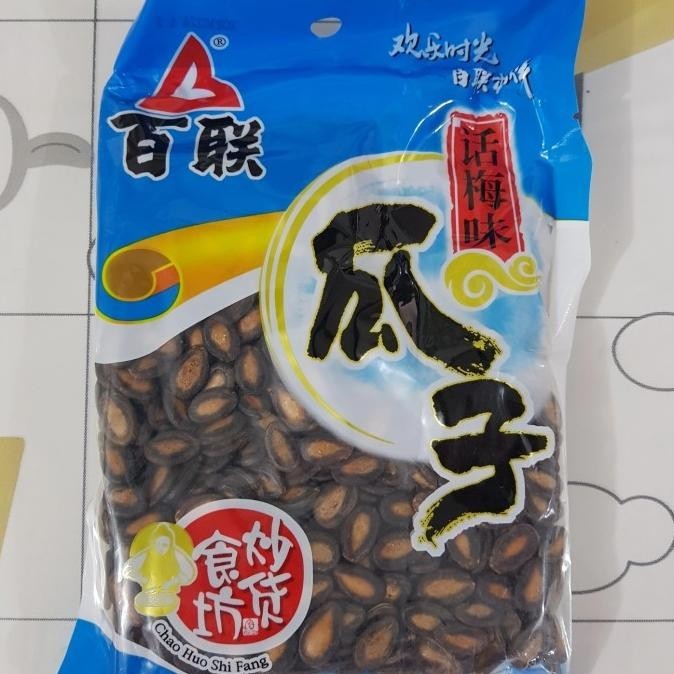 百联®
欢乐时光
百联相伴
话梅味
瓜子
炒货
食坊
Chao Huo Shi Fang